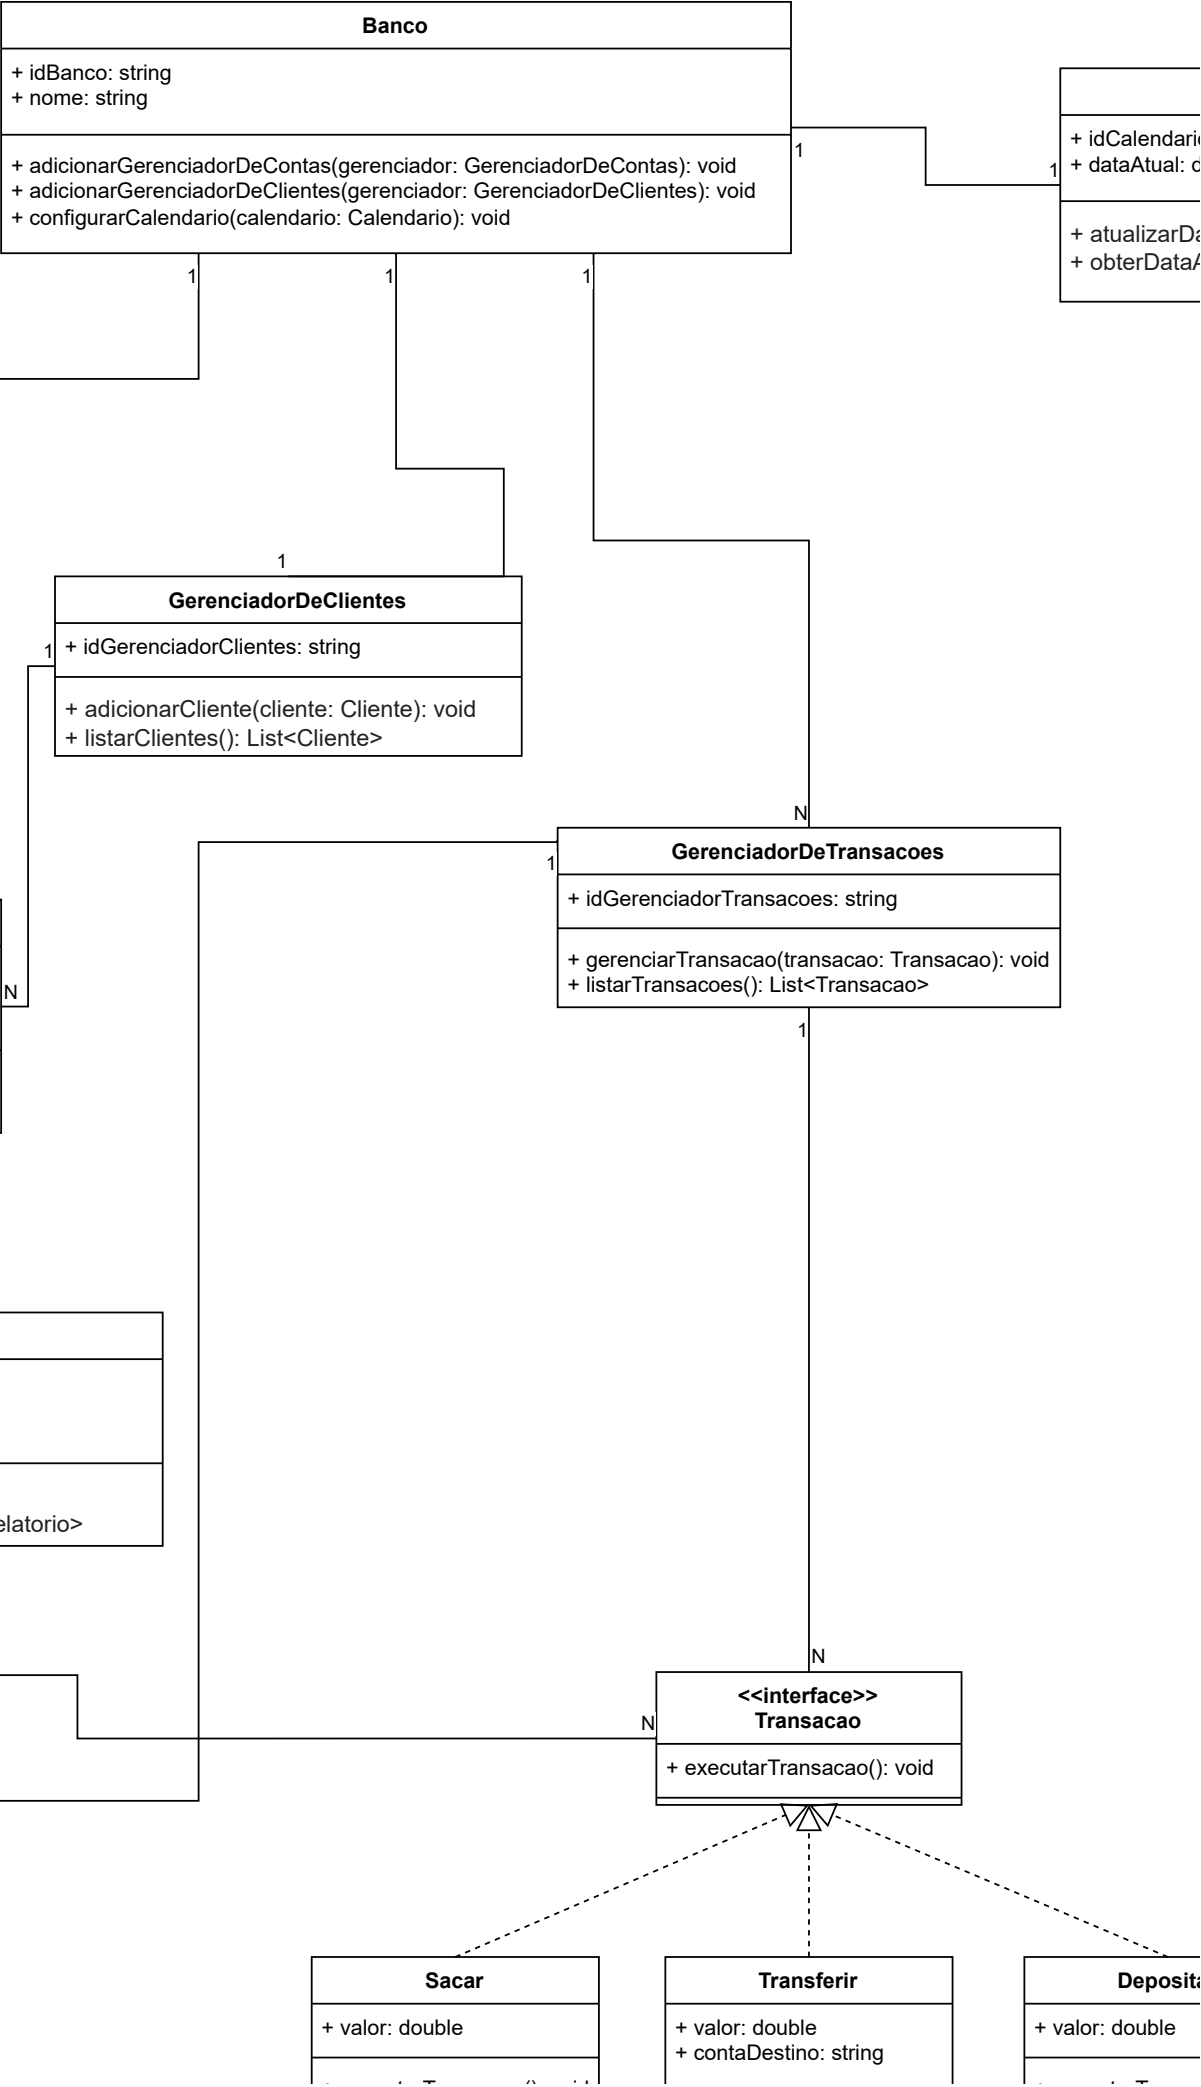 Banco
+ idBanco: string
+ nome: string
+ adicionarGerenciadorDeContas(gerenciador: GerenciadorDeContas): void
+ adicionarGerenciadorDeClientes(gerenciador: GerenciadorDeClientes): void
+ configurarCalendario(calendario: Calendario): void
1
1
+ dataAtual:
1
1
1
1
GerenciadorDeClientes
+ idGerenciadorClientes: string
+ adicionarCliente(cliente: Cliente): void
+ listarClientes(): List<Cliente>
1
N
N
GerenciadorDeTransacoes
+ idGerenciadorTransacoes: string
+ gerenciarTransacao(transacao: Transacao): void
+ listarTransacoes(): List<Transacao>
1
1
N
<<interface>>
Transacao
+ executarTransacao(): void
N
Sacar
+ valor: double
Transferir
+ valor: double
+ contaDestino: string
+ valor: double